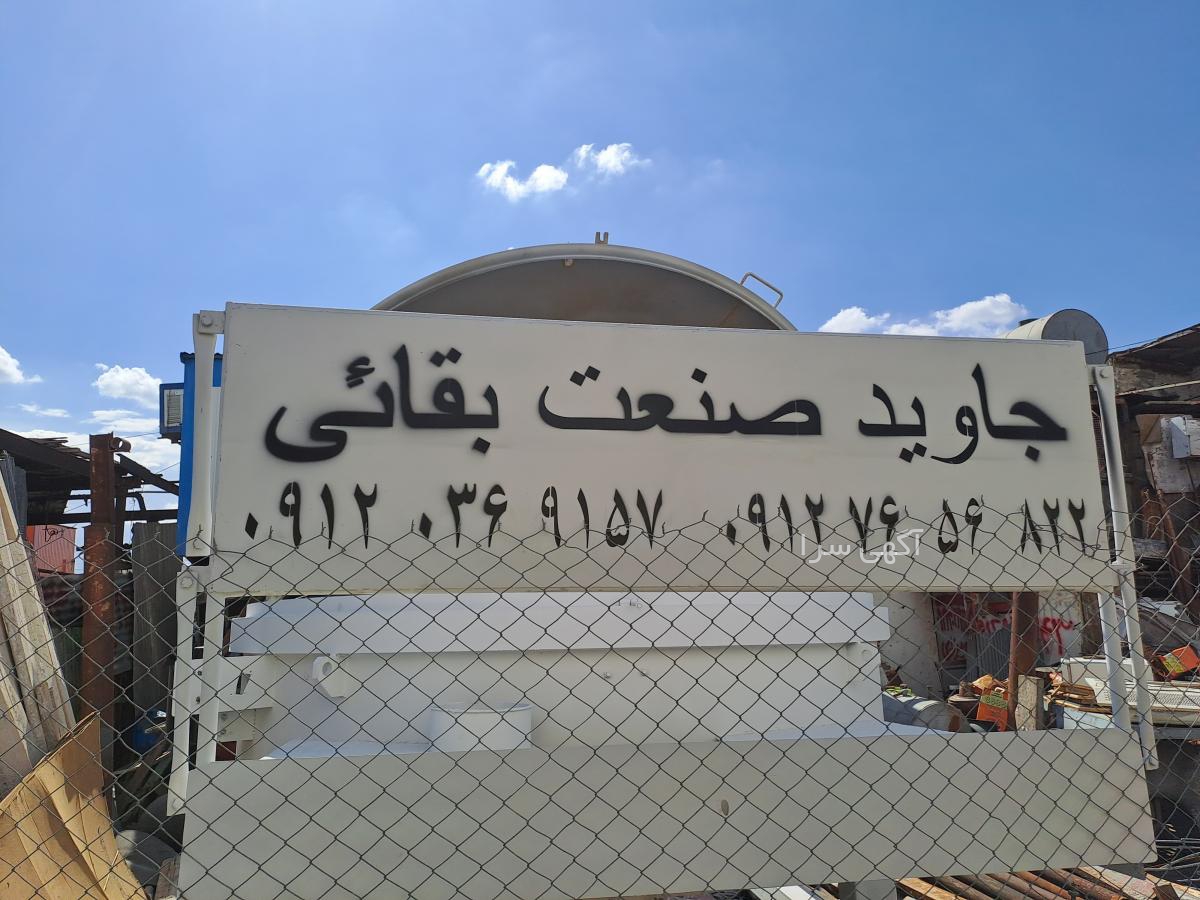 جاوید صنعت بقائی
۰۹۱۲ ۰۳۶ ۹۱۵۷ ۰۹۱۲ ۷۶ ۵۶ ۸۲۲
آگهی سرا